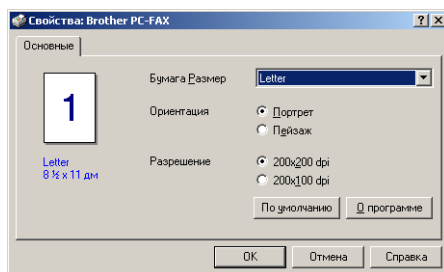 Свойства: Brother PC-FAX
Основные
1
Letter
8 ½ x 11 дм
Бумага Размер
Letter
Ориентация
Портрет
Пейзаж
Разрешение
200x200 dpi
200x100 dpi
По умолчанию
О программе
OK
Отмена
Справка